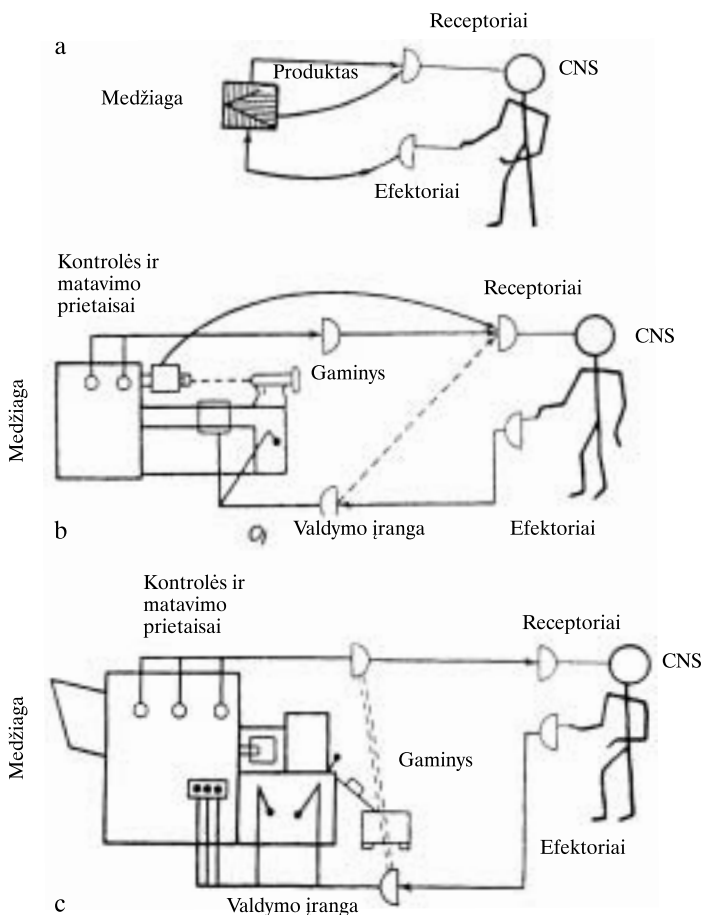 a
Receptoriai
Produktas
CNS
Medžiaga
Efektoriai
Kontrolės ir
matavimo
prietaisai
Receptoriai
CNS
Gaminys
Medžiaga
b
Valdymo įranga
Efektoriai
Kontrolės ir
matavimo
prietaisai
Receptoriai
CNS
Medžiaga
Gaminys
Efektoriai
c
Valdymo įranga